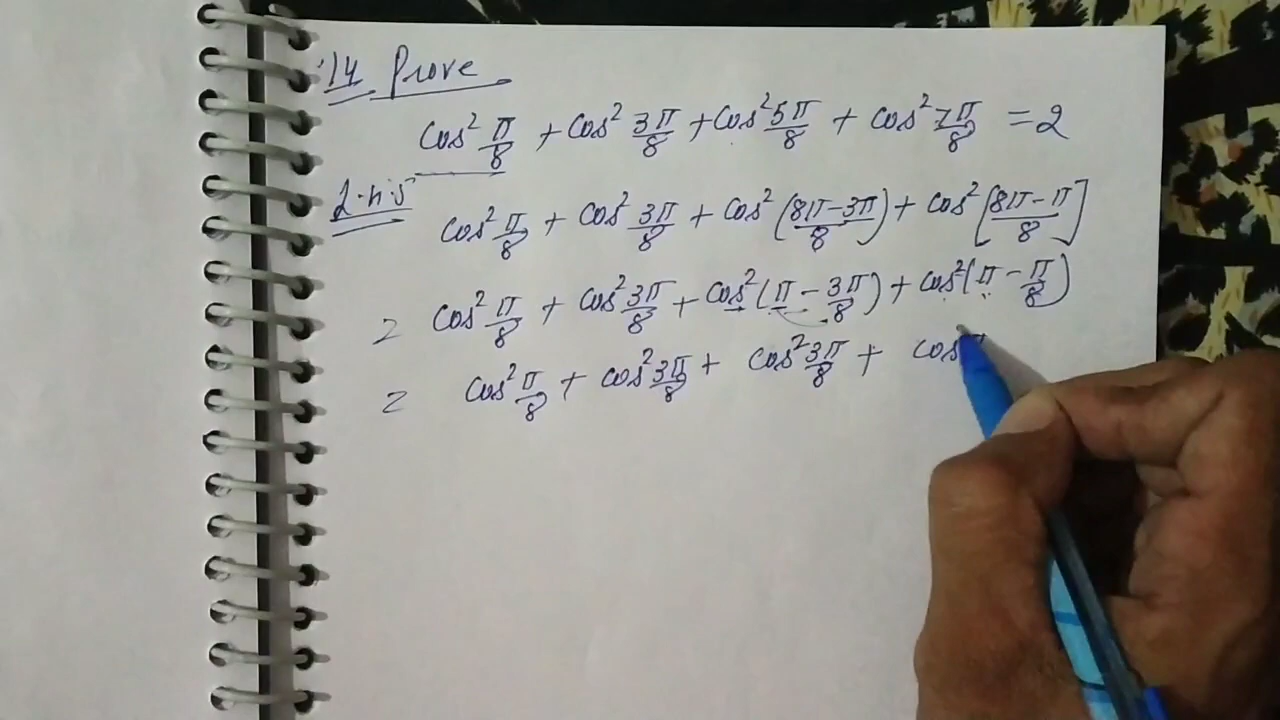 :14 Prove
cos² π/8 + cos² 3π/8 + cos² 5π/8 + cos² 7π/8 = 2
L.H.S
cos² π/8 + cos² 3π/8 + cos² (8π-3π/8) + cos² [8π-π/8]
= cos² π/8 + cos² 3π/8 + cos² (π - 3π/8) + cos² (π - π/8)
= cos² π/8 + cos² 3π/8 + cos² 3π/8 + cos